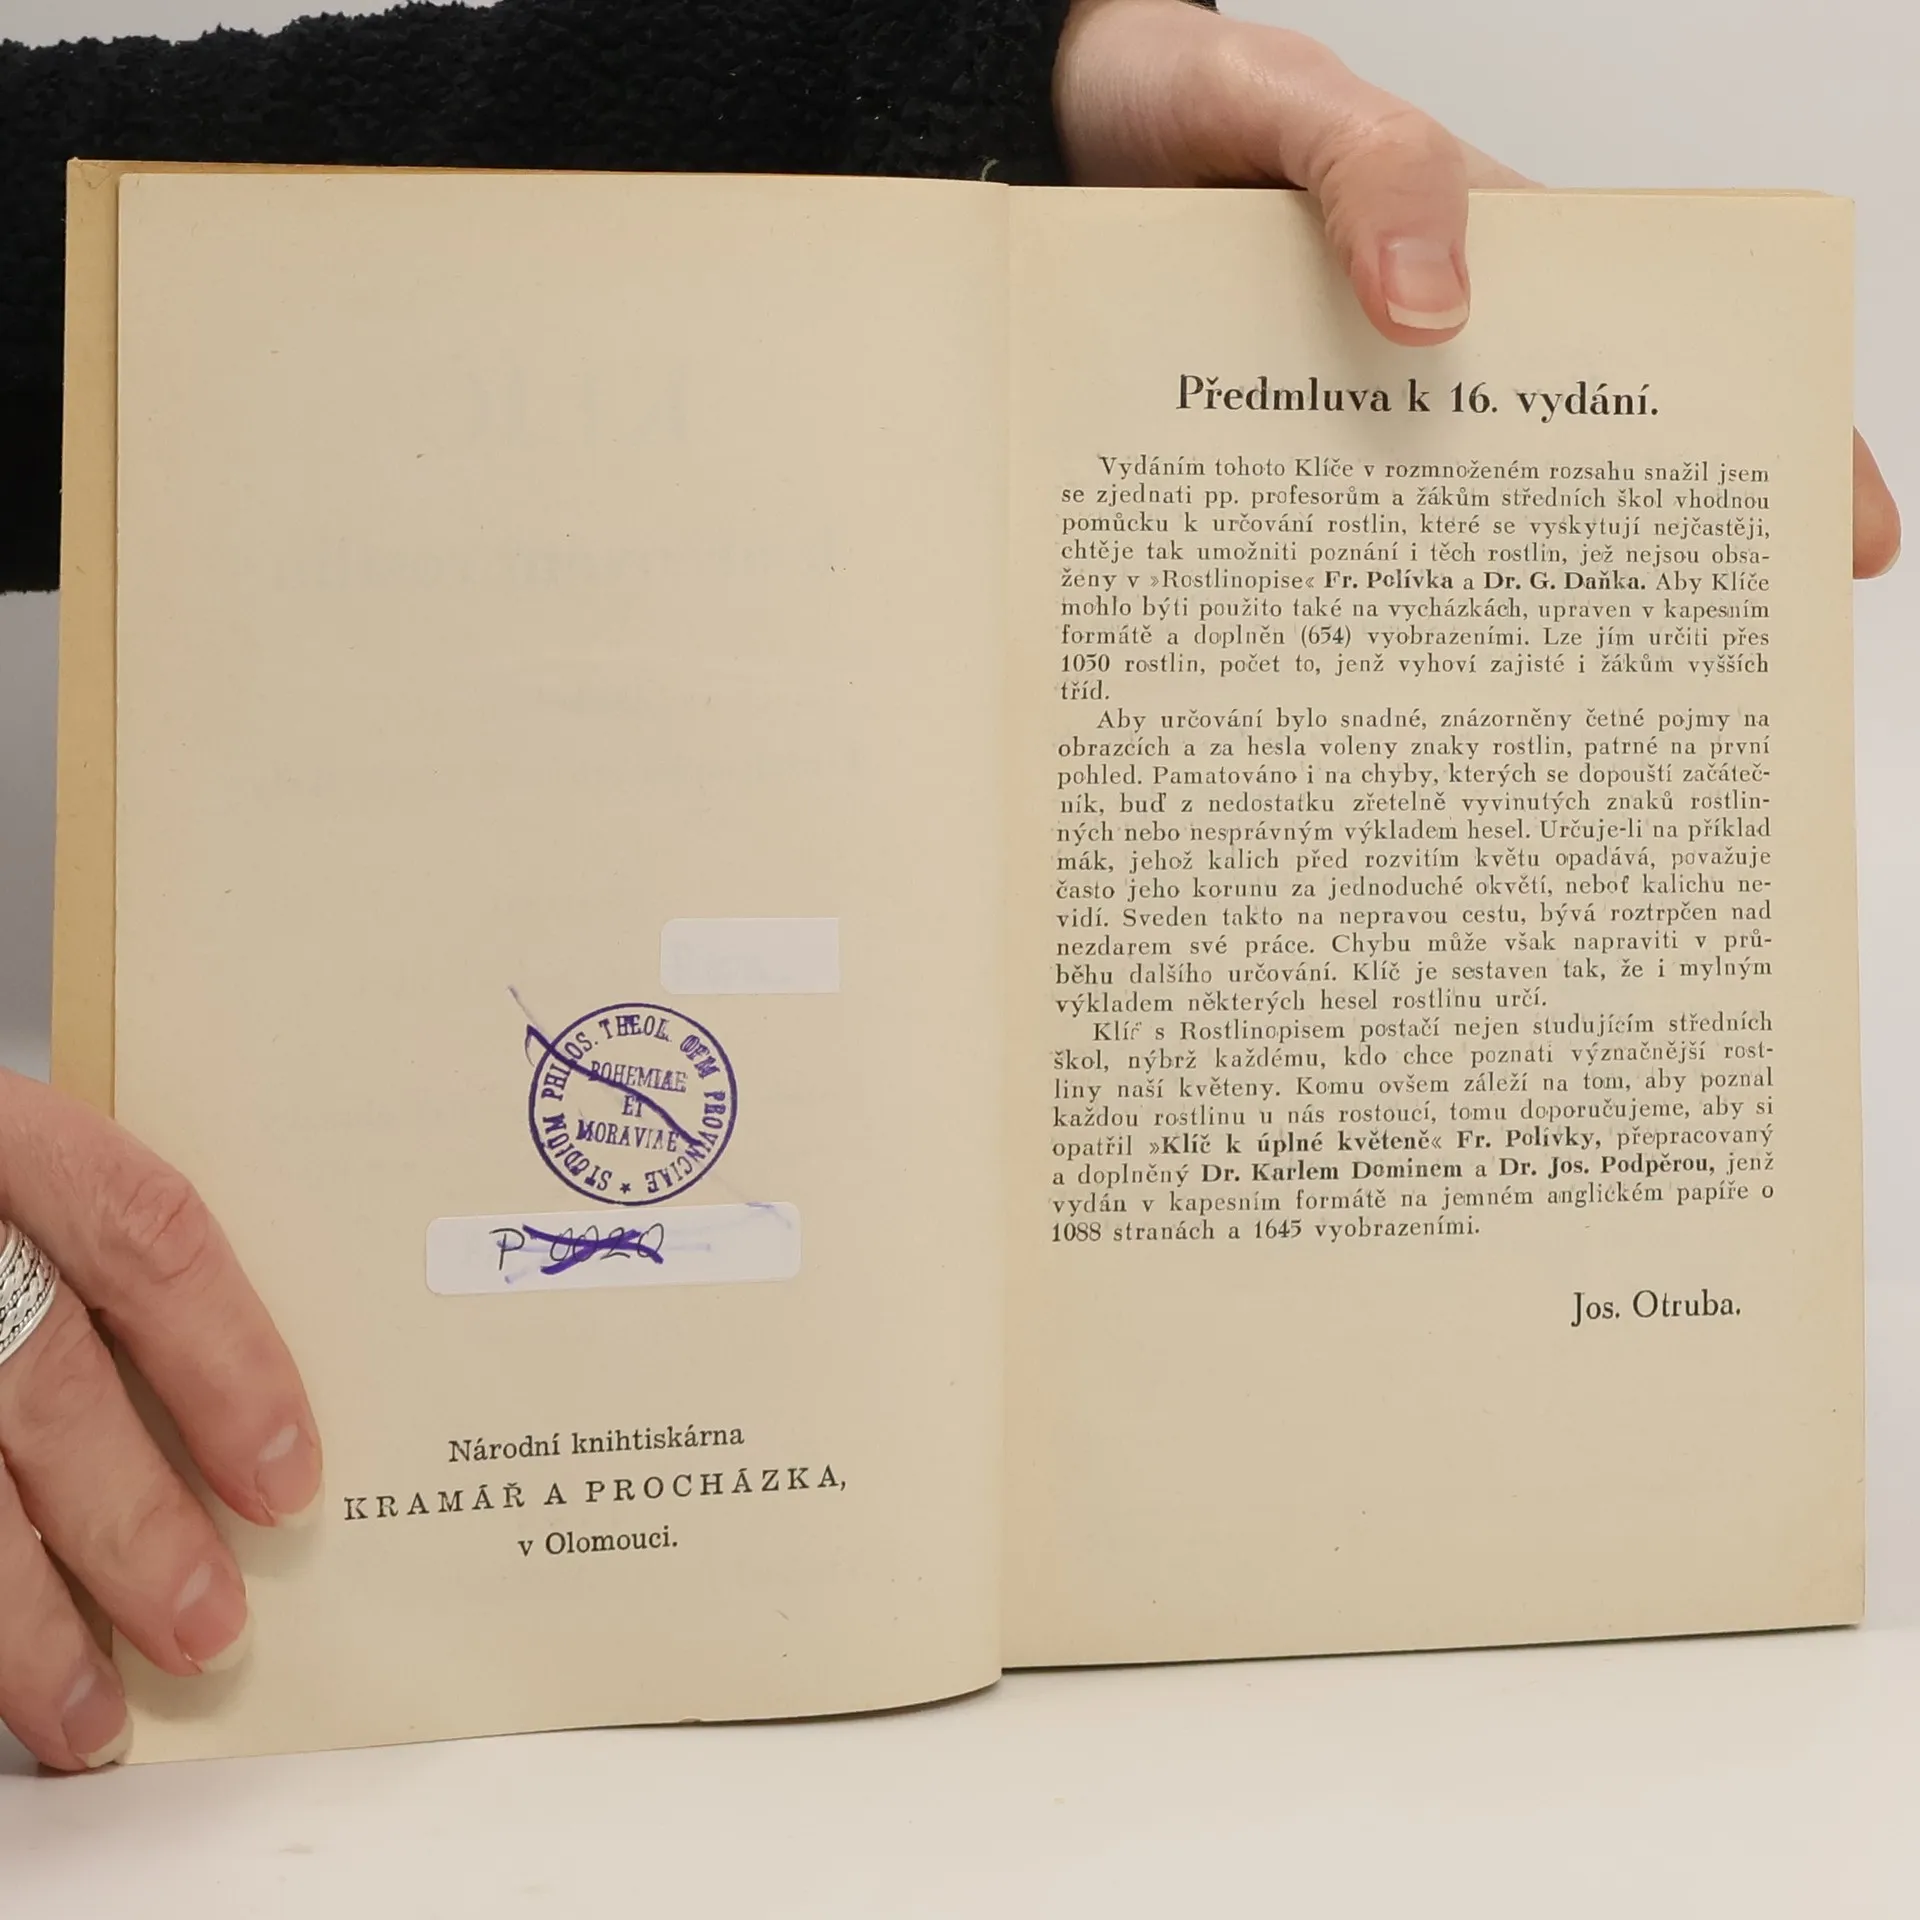 STUDIUM PHILOS. THEOL. OFM PROVINCIAE ★
BOHEMIAE
ET
MORAVIAE
P 0020
Národní knihtiskárna
KRAMÁŘ A PROCHÁZKA,
v Olomouci.
Předmluva k 16. vydání.
Vydáním tohoto Klíče v rozmnoženém rozsahu snažil jsem
se zjednati pp. profesorům a žákům středních škol vhodnou
pomůcku k určování rostlin, které se vyskytují nejčastěji,
chtěje tak umožniti poznání i těch rostlin, jež nejsou obsa-
ženy v »Rostlinopise« Fr. Polívka a Dr. G. Daňka. Aby Klíče
mohlo býti použito také na vycházkách, upraven v kapesním
formátě a doplněn (654) vyobrazeními. Lze jím určiti přes
1050 rostlin, počet to, jenž vyhoví zajisté i žákům vyšších
tříd.
Aby určování bylo snadné, znázorněny četné pojmy na
obrazcích a za hesla voleny znaky rostlin, patrné na první
pohled. Pamatováno i na chyby, kterých se dopouští začáteč-
ník, buď z nedostatku zřetelně vyvinutých znaků rostlin-
ných nebo nesprávným výkladem hesel. Určuje-li na příklad
mák, jehož kalich před rozvitím květu opadává, považuje
často jeho korunu za jednoduché okvětí, neboť kalichu ne-
vidí. Sveden takto na nepravou cestu, bývá roztrpčen nad
nezdarem své práce. Chybu může však napraviti v prů-
běhu dalšího určování. Klíč je sestaven tak, že i mylným
výkladem některých hesel rostlinu určí.
Klíč s Rostlinopisem postačí nejen studujícím středních
škol, nýbrž každému, kdo chce poznati význačnější rost-
liny naší květeny. Komu ovšem záleží na tom, aby poznal
každou rostlinu u nás rostoucí, tomu doporučujeme, aby si
opatřil »Klíč k úplné květeně« Fr. Polívky, přepracovaný
a doplněný Dr. Karlem Dominem a Dr. Jos. Podpěrou, jenž
vydán v kapesním formátě na jemném anglickém papíře o
1088 stranách a 1645 vyobrazeními.
Jos. Otruba.